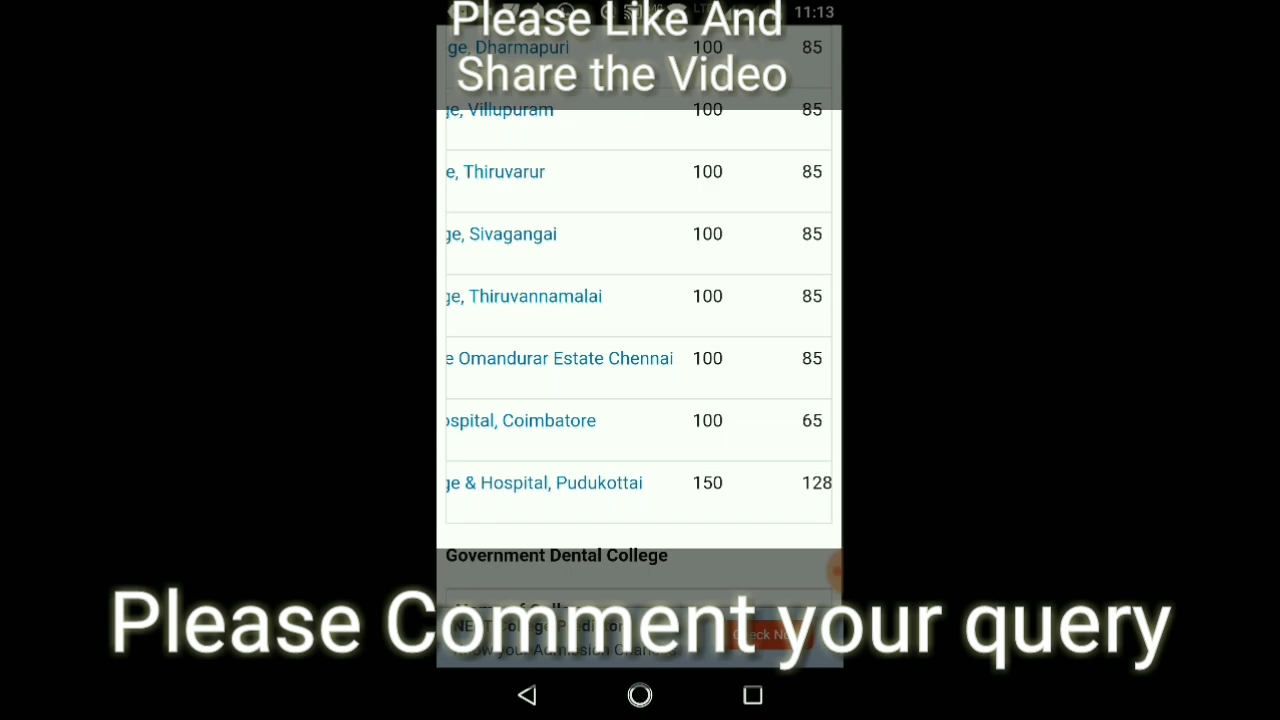 Please Like And
Share the Video
11:13
ge, Dharmapuri 100 85
ge, Villupuram 100 85
e, Thiruvarur 100 85
ge, Sivagangai 100 85
ge, Thiruvannamalai 100 85
e Omandurar Estate Chennai 100 85
ospital, Coimbatore 100 65
ge & Hospital, Pudukottai 150 128
Government Dental College
Please Comment your query